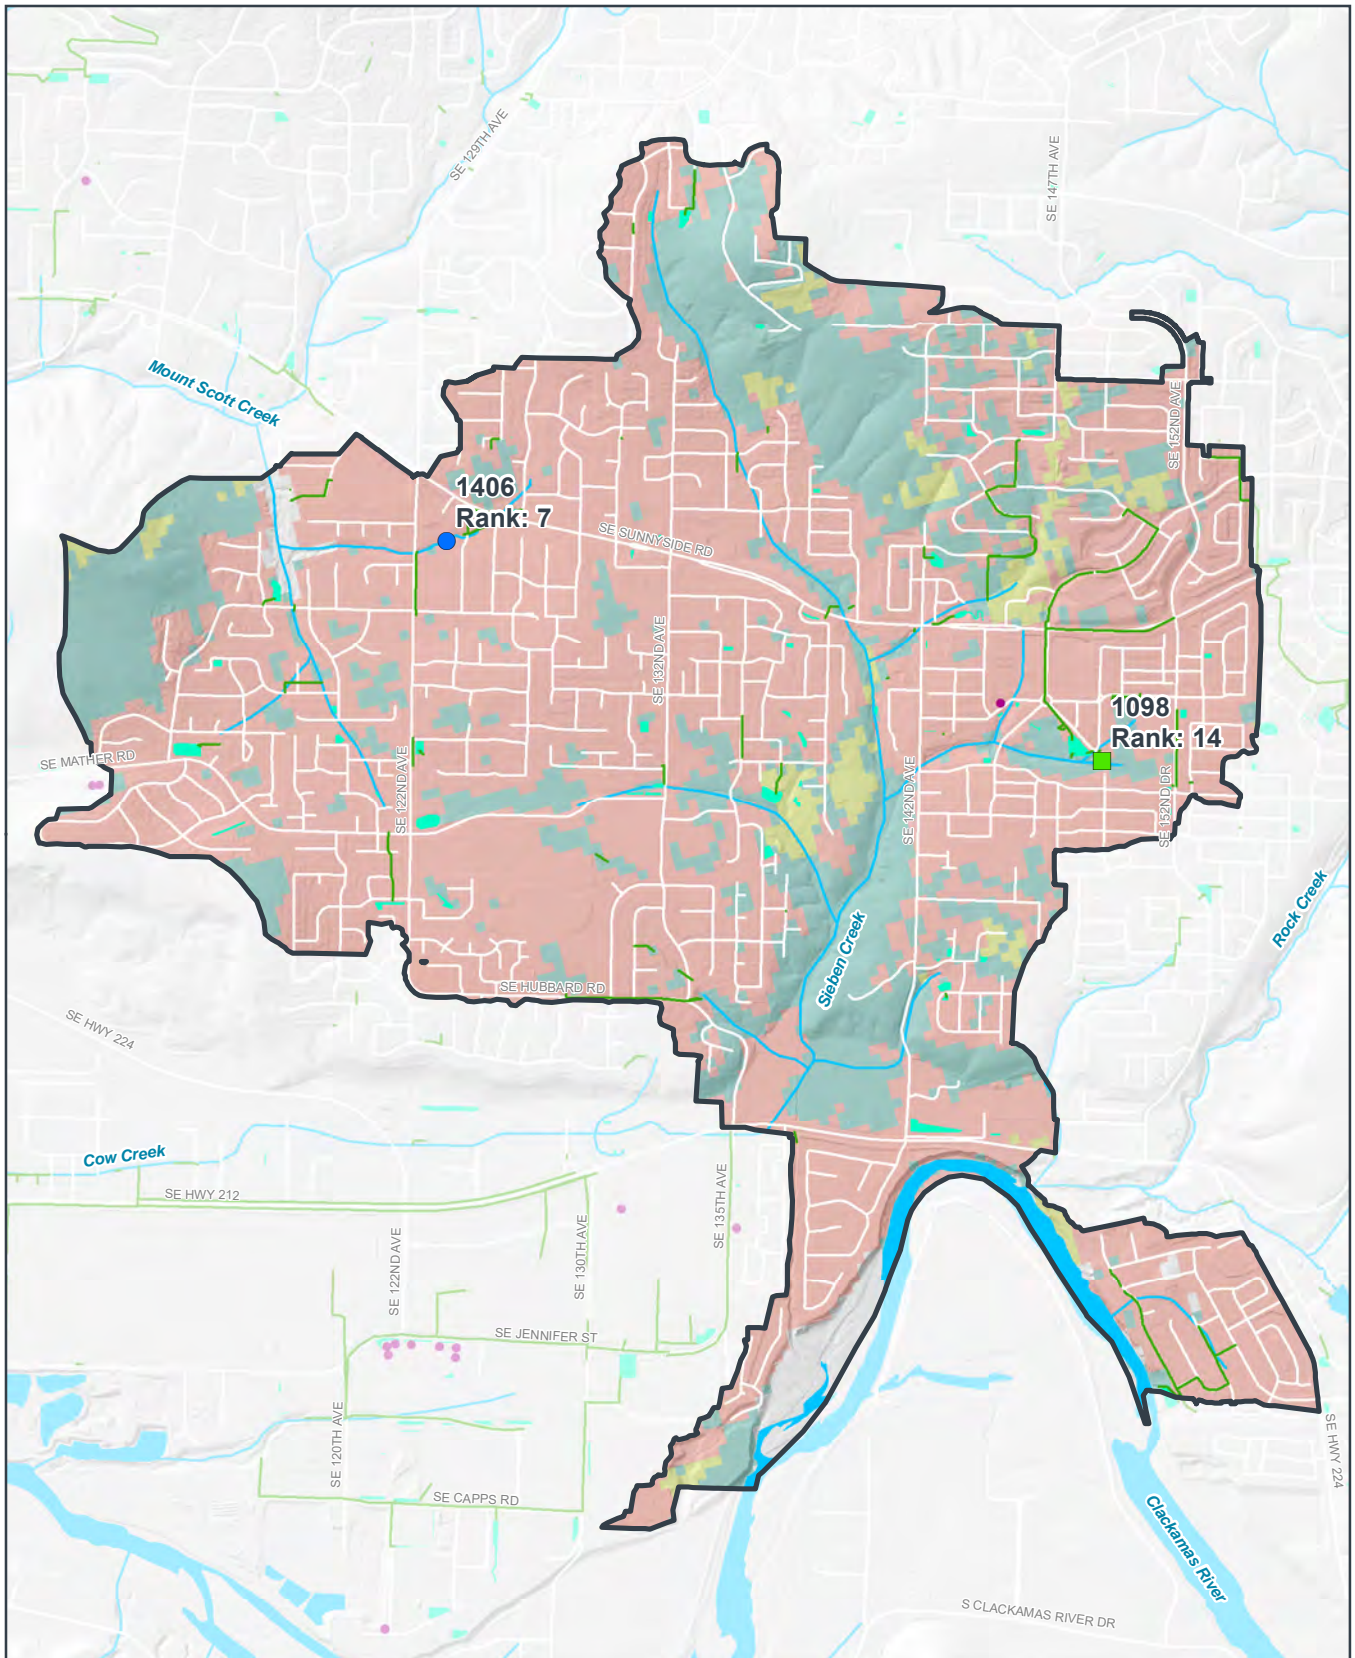 SE 129TH AVE
SE 147TH AVE
Mount Scott Creek
SE 152ND AVE
1406
Rank: 7
SE SUNNYSIDE RD
SE 132ND AVE
1098
Rank: 14
SE MATHER RD
SE 122ND AVE
SE 142ND AVE
SE 152ND DR
Rock Creek
Sieben Creek
SE HUBBARD RD
SE HWY 224
Cow Creek
SE HWY 212
SE 135TH AVE
SE 122ND AVE
SE 130TH AVE
SE JENNIFER ST
SE 120TH AVE
SE HWY 224
SE CAPPS RD
Clackamas River
S CLACKAMAS RIVER DR